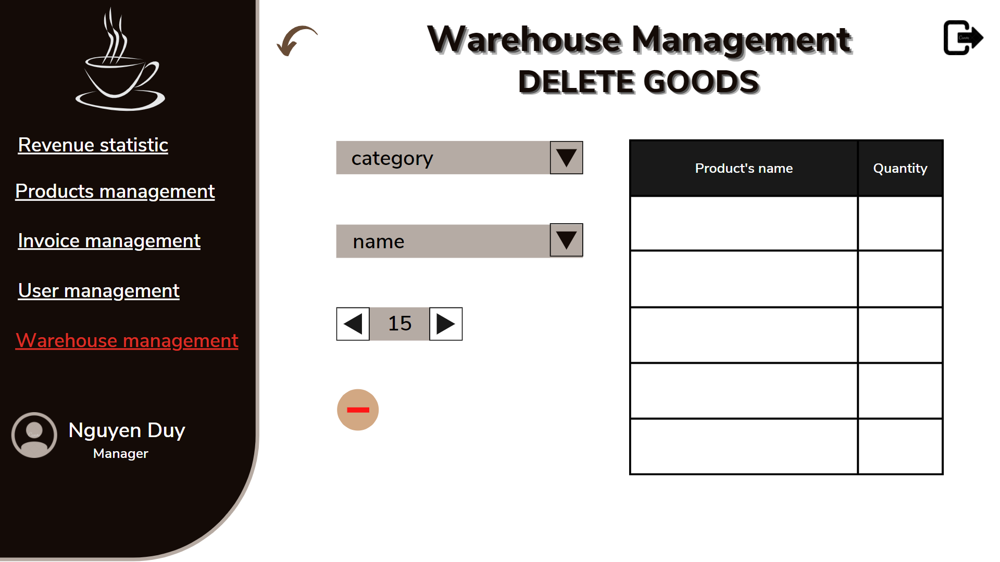 Revenue statistic
Products management
Invoice management
User management
Warehouse management
Nguyen Duy
Manager
Warehouse Management
DELETE GOODS
category
name
15
Product's name
Quantity
Canva